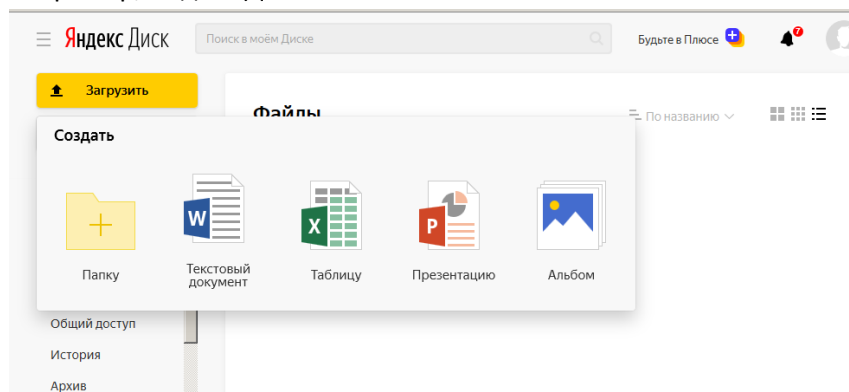 Яндекс Диск
Поиск в моём Диске
Будьте в Плюсе
7
Загрузить
Файлы
По названию
Создать
W
X
P
Папку
Текстовый
документ
Таблицу
Презентацию
Альбом
Общий доступ
История
Архив